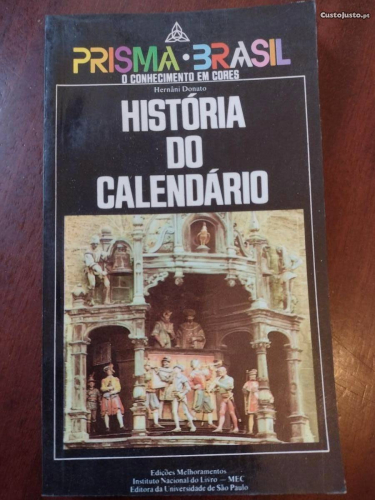 CustoJusto.pt
PRISMA·BRASIL
O CONHECIMENTO EM CORES
Hernâni Donato
HISTÓRIA
DO
CALENDÁRIO
Edições Melhoramentos
Instituto Nacional do Livro — MEC
Editora da Universidade de São Paulo